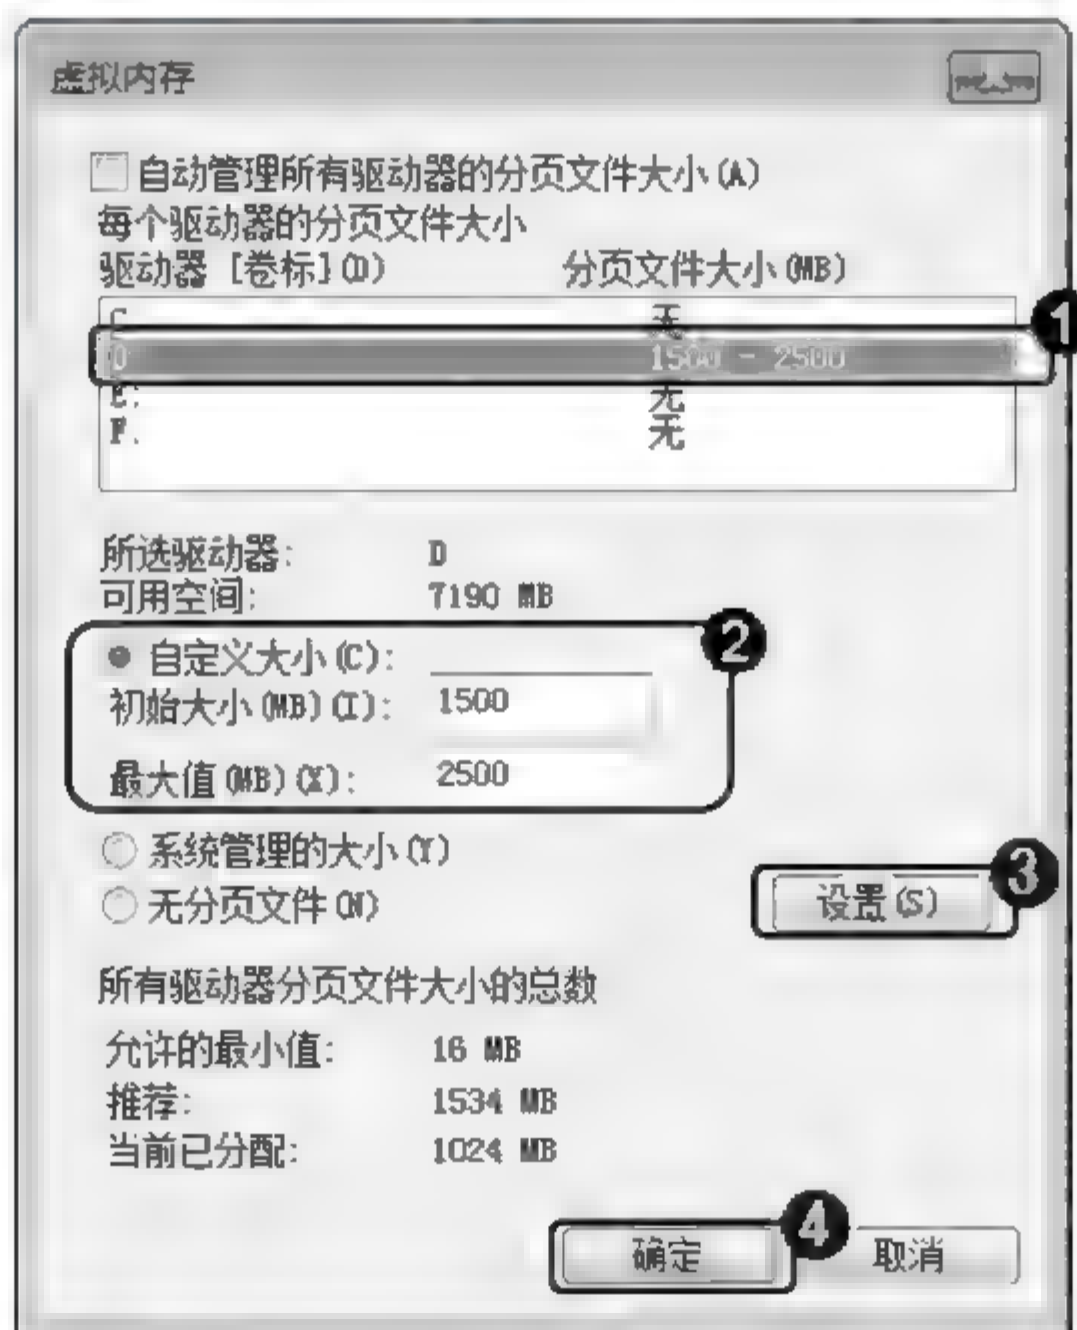 虚拟内存
自动管理所有驱动器的分页文件大小(A)
每个驱动器的分页文件大小
驱动器 [卷标](D) 分页文件大小(MB)
C 无
1
D 1500 - 2500
E: 无
F: 无
所选驱动器: D
可用空间: 7190 MB
2
自定义大小(C):
初始大小(MB)(I): 1500
最大值(MB)(X): 2500
系统管理的大小(Y)
3
无分页文件(N) 设置(S)
所有驱动器分页文件大小的总数
允许的最小值: 16 MB
推荐: 1534 MB
当前已分配: 1024 MB
4
确定 取消